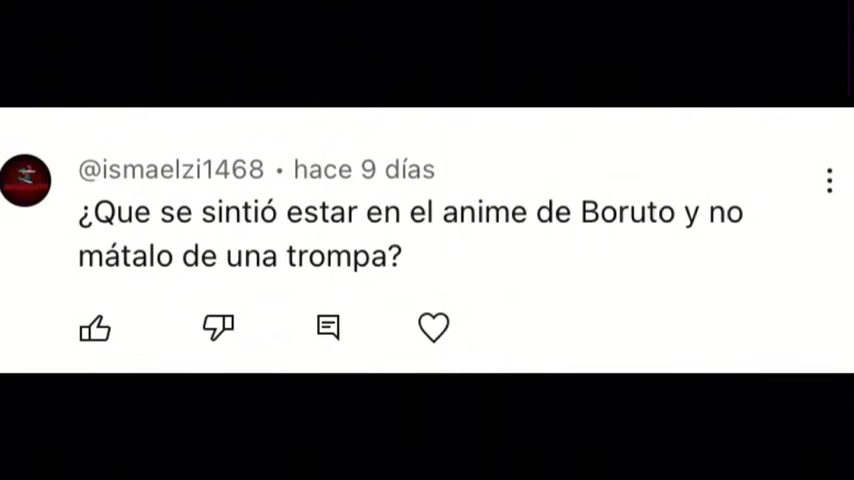 @ismaelzi1468 • hace 9 días
¿Que se sintió estar en el anime de Boruto y no
mátalo de una trompa?